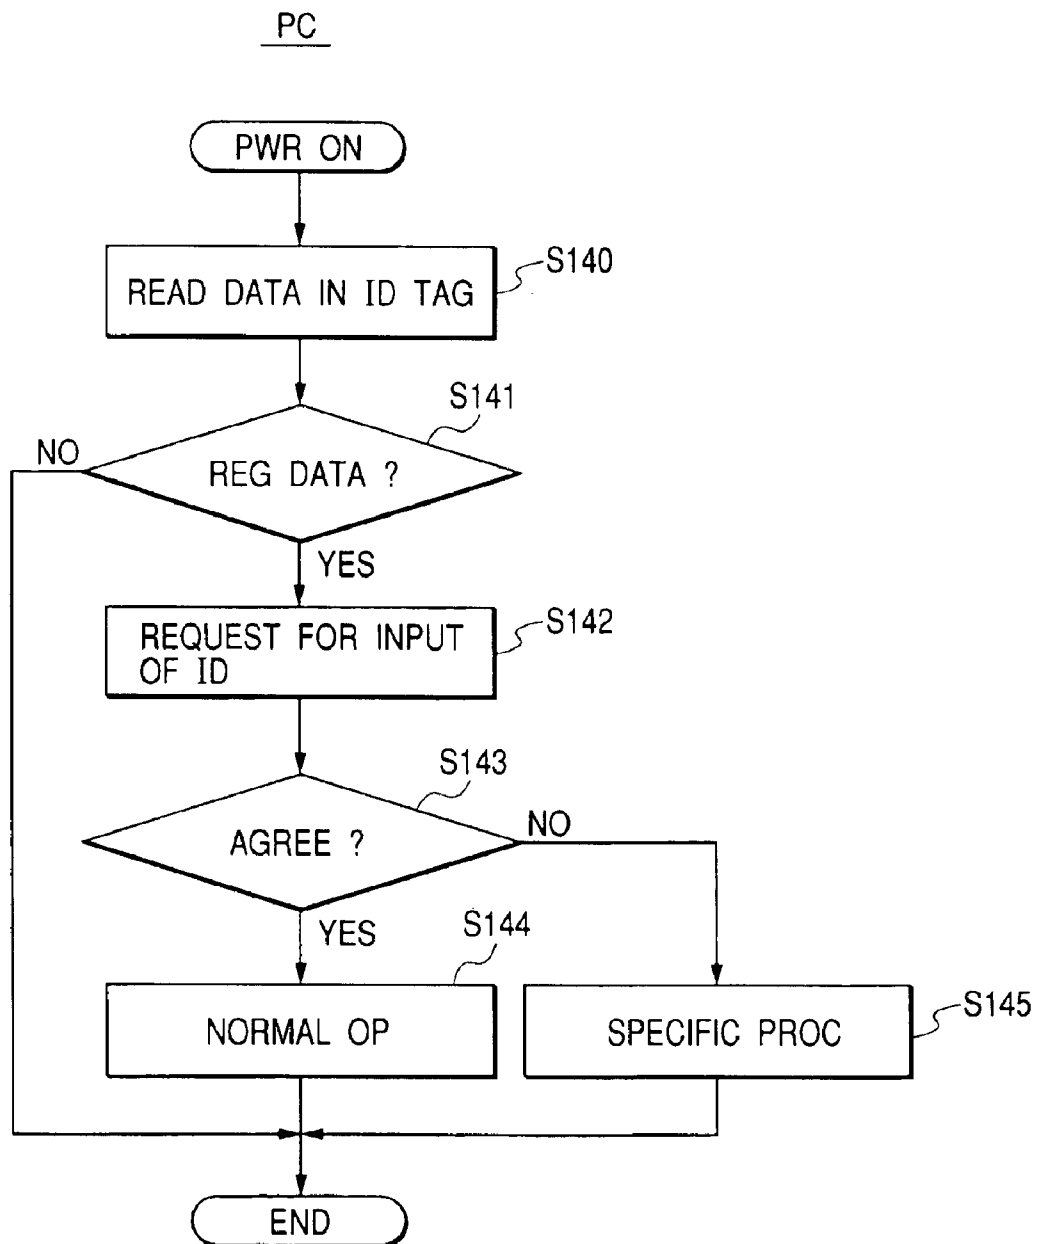 PC
PWR ON
READ DATA IN ID TAG
S140
S141
NO
REG DATA ?
YES
REQUEST FOR INPUT
OF ID
S142
S143
AGREE ?
NO
YES
S144
NORMAL OP
SPECIFIC PROC
S145
END